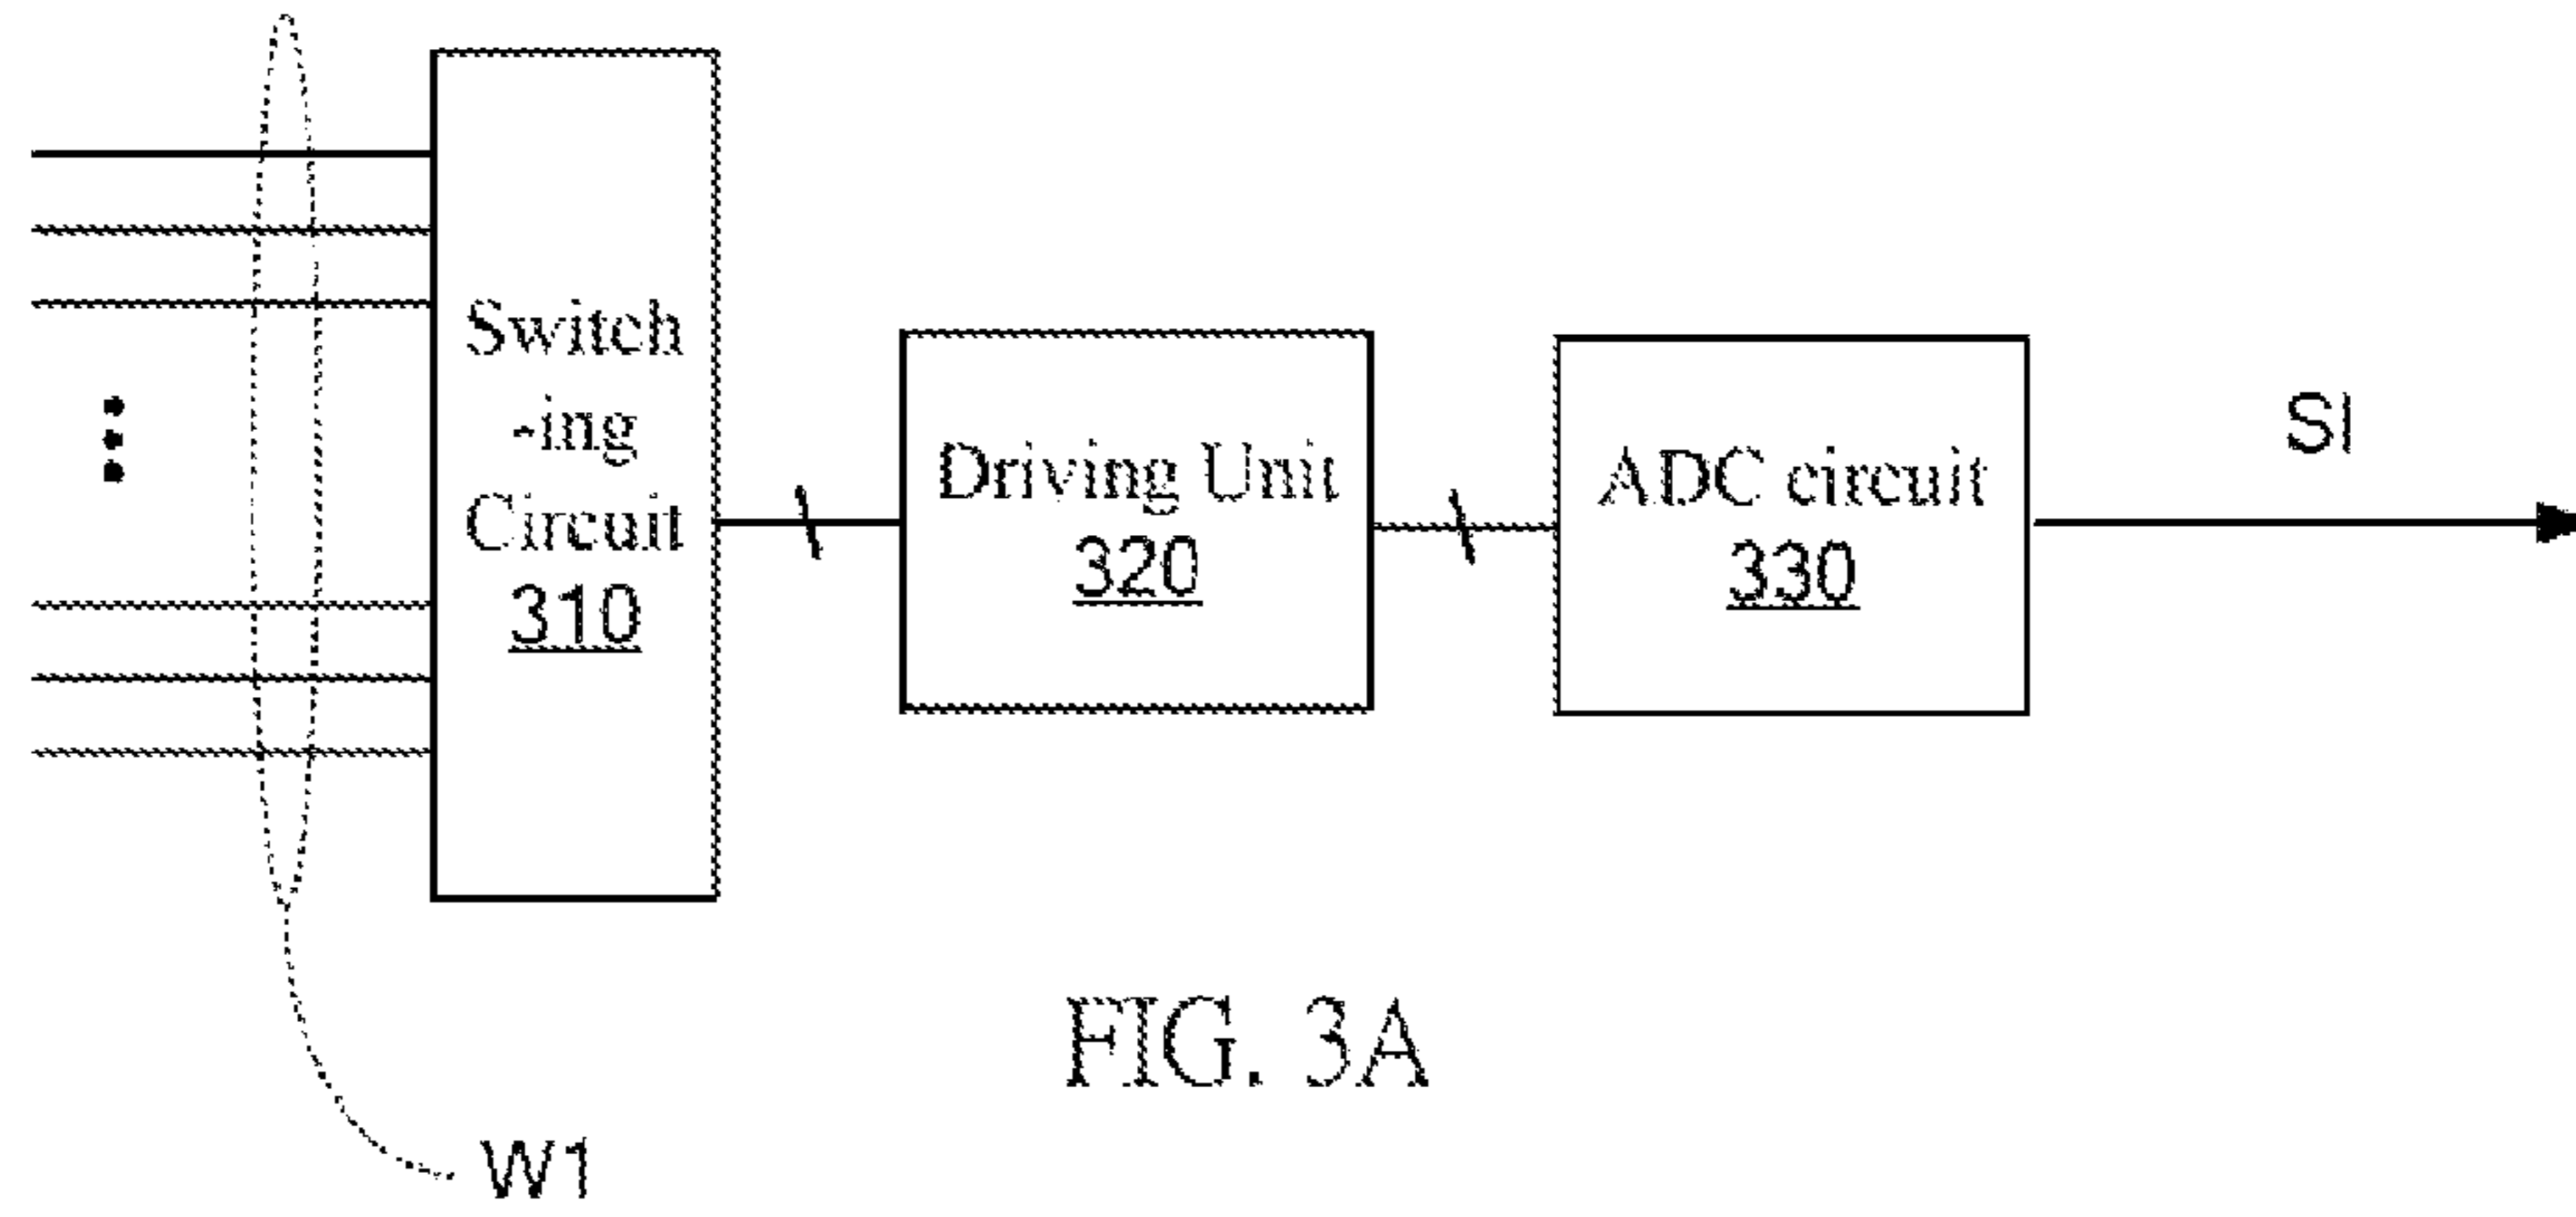 Switch
-ing
Circuit
310
Driving Unit
320
ADC circuit
330
SI
FIG. 3A
W1